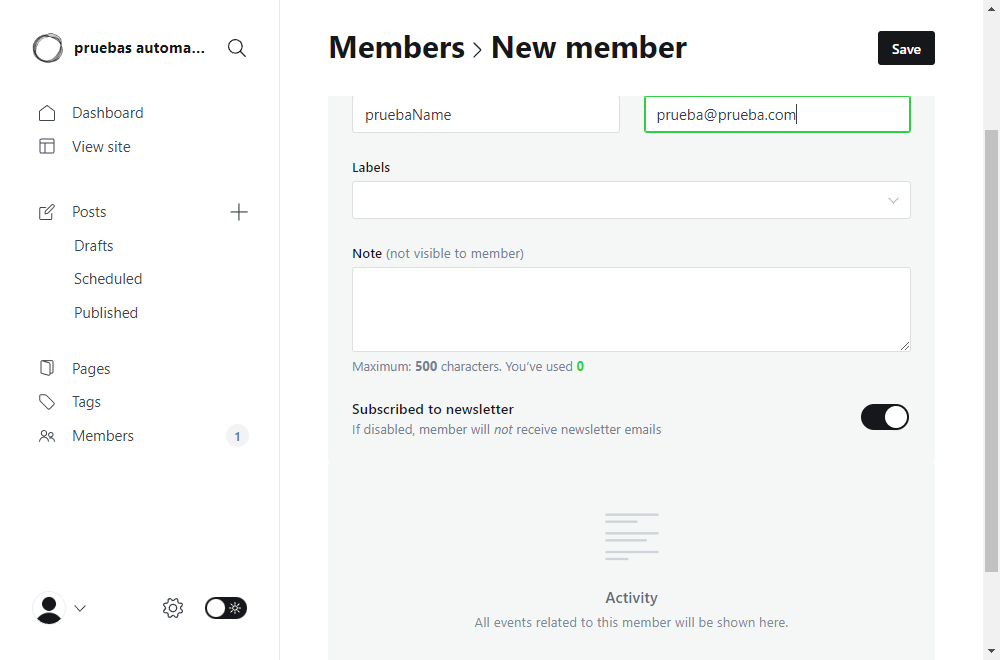 pruebas automa...
Dashboard
View site
Posts
Drafts
Scheduled
Published
Pages
Tags
Members 1
Members > New member
Save
pruebaName prueba@prueba.com
Labels
Note (not visible to member)
Maximum: 500 characters. You’ve used 0
Subscribed to newsletter
If disabled, member will not receive newsletter emails
Activity
All events related to this member will be shown here.